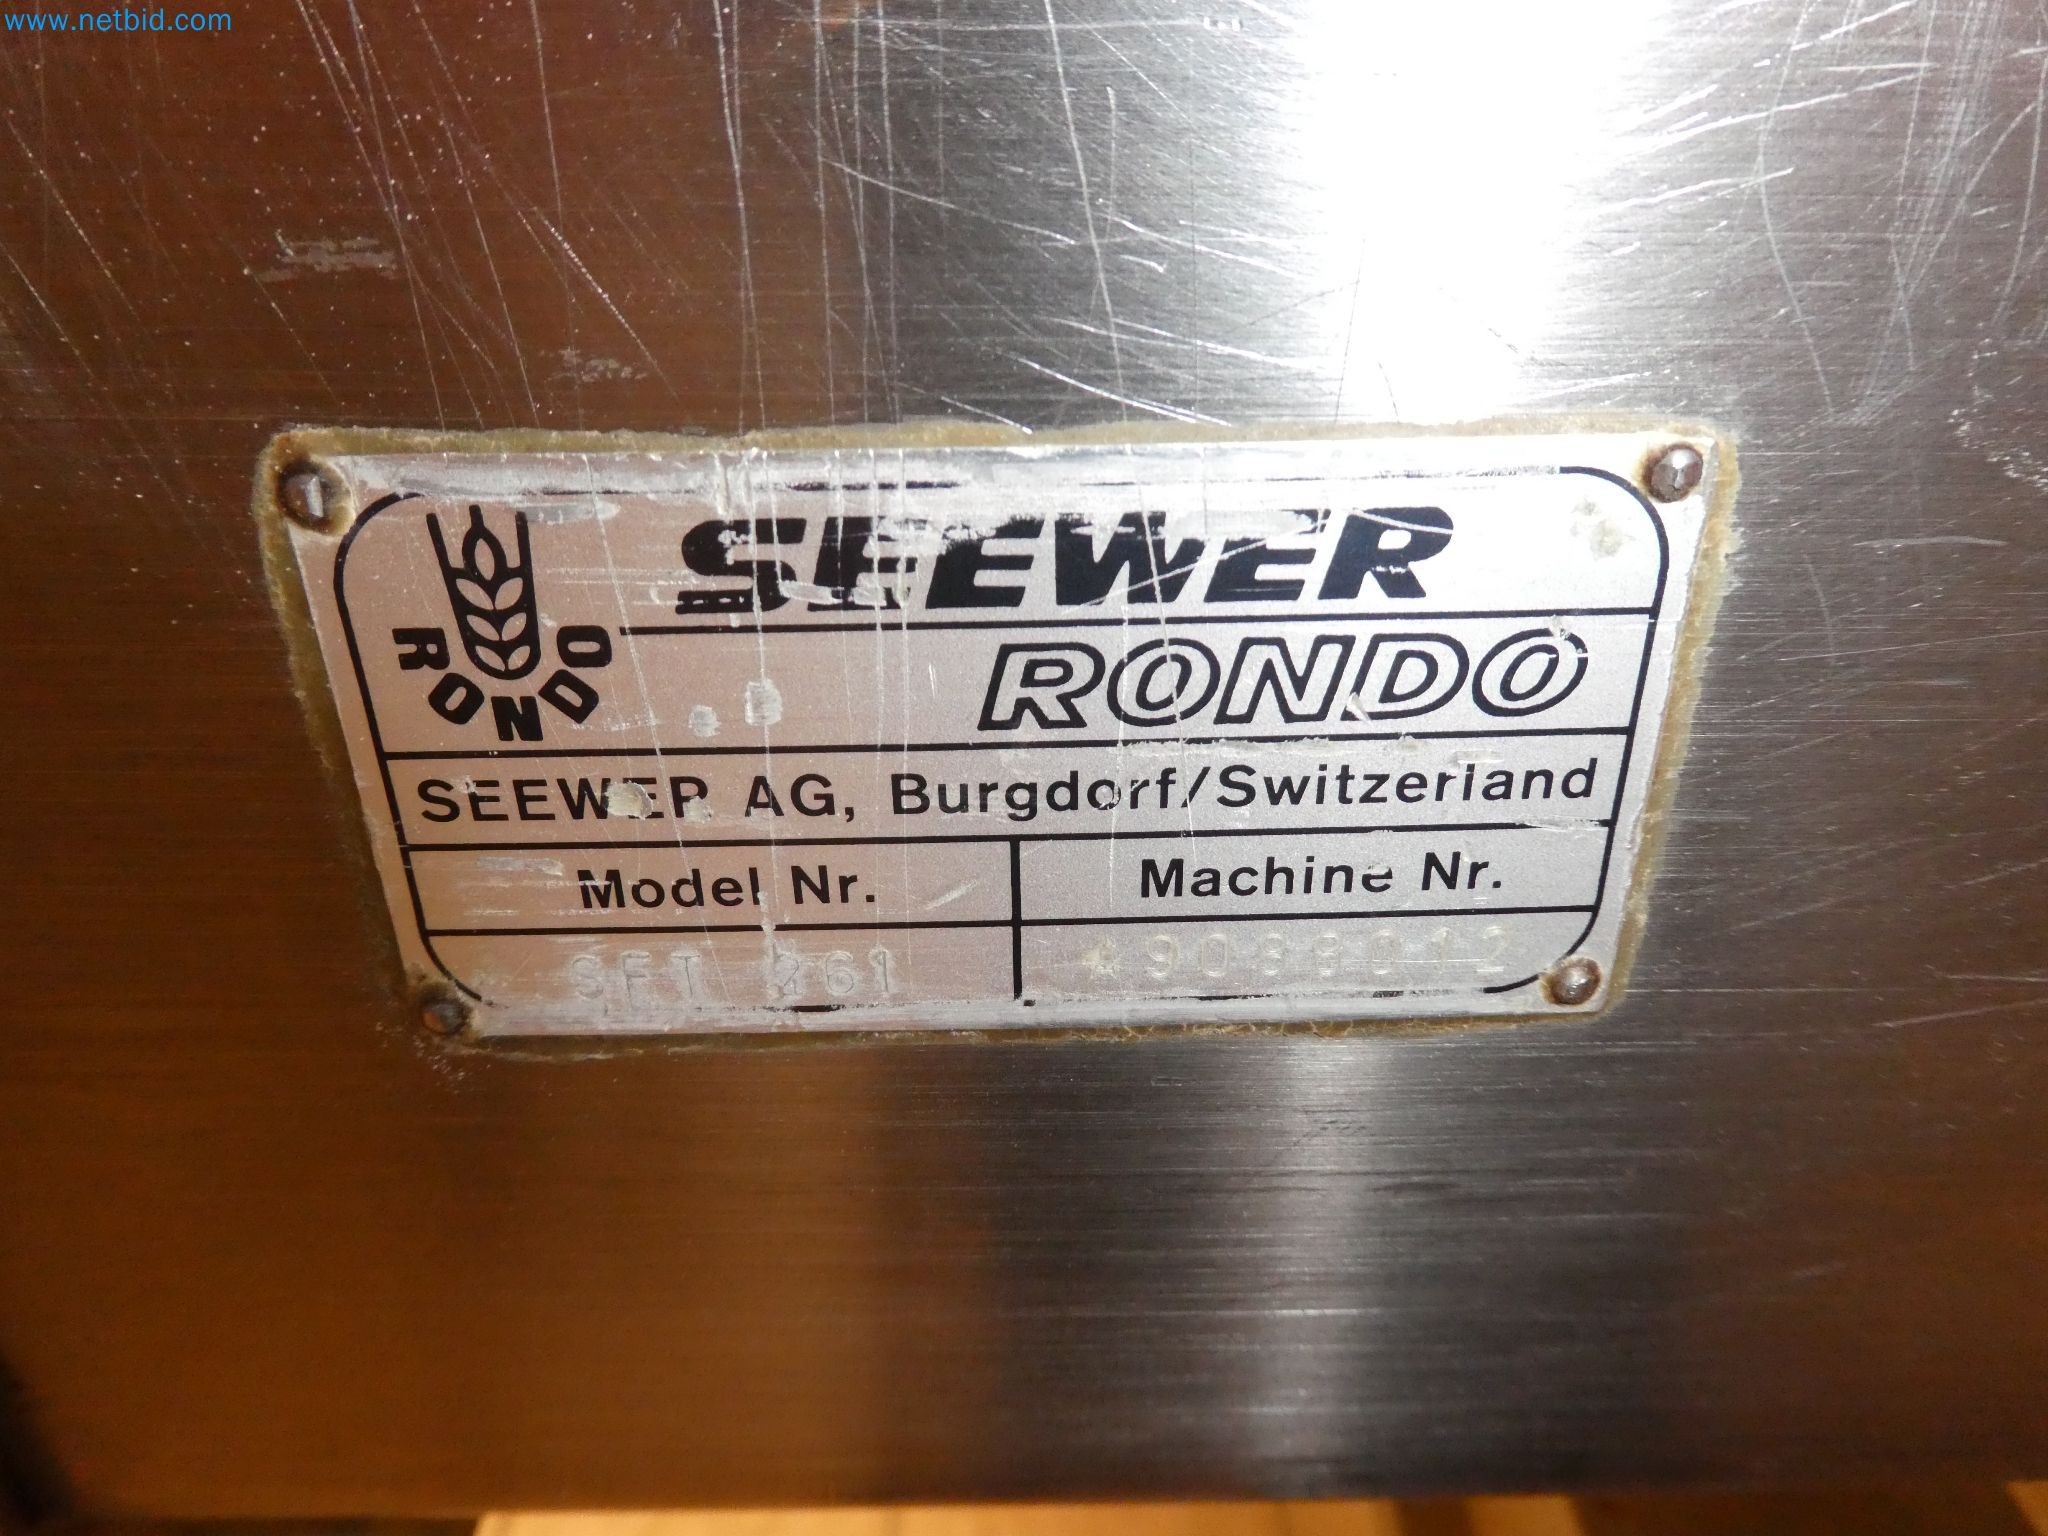 www.netbid.com
SEEWER
RONDO
RONDO
SEEWER AG, Burgdorf/Switzerland
Model Nr.
Machine Nr.
SFT 261